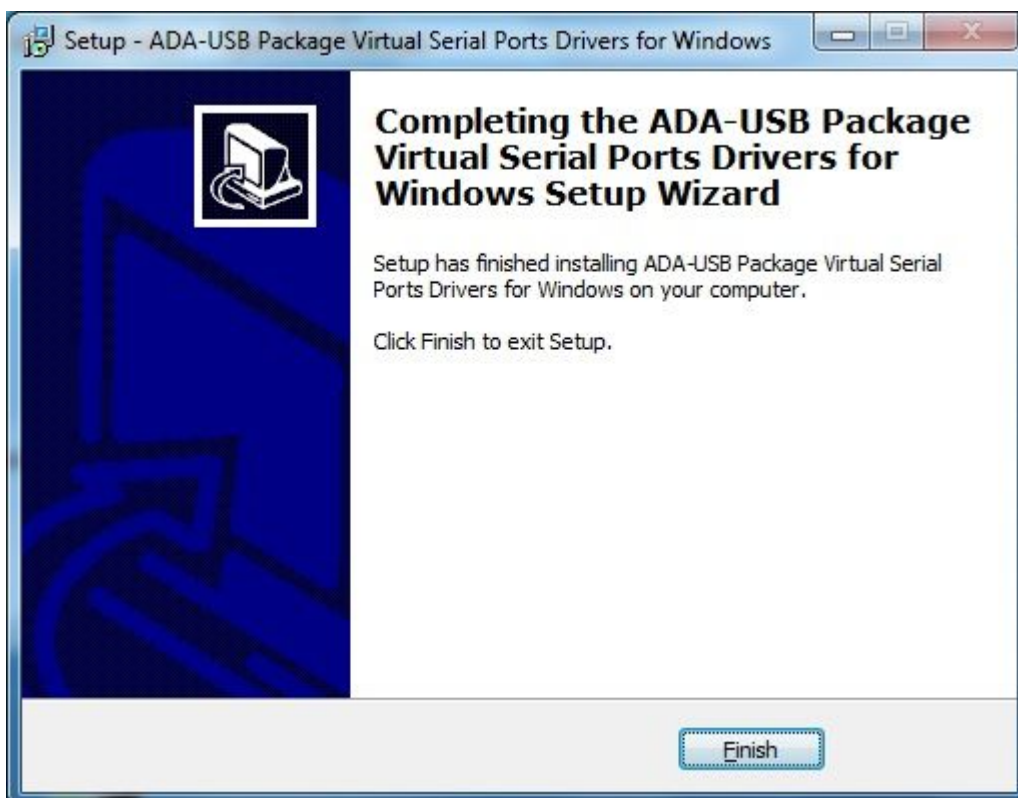 Setup - ADA-USB Package Virtual Serial Ports Drivers for Windows
Completing the ADA-USB Package
Virtual Serial Ports Drivers for
Windows Setup Wizard
Setup has finished installing ADA-USB Package Virtual Serial
Ports Drivers for Windows on your computer.
Click Finish to exit Setup.
Finish